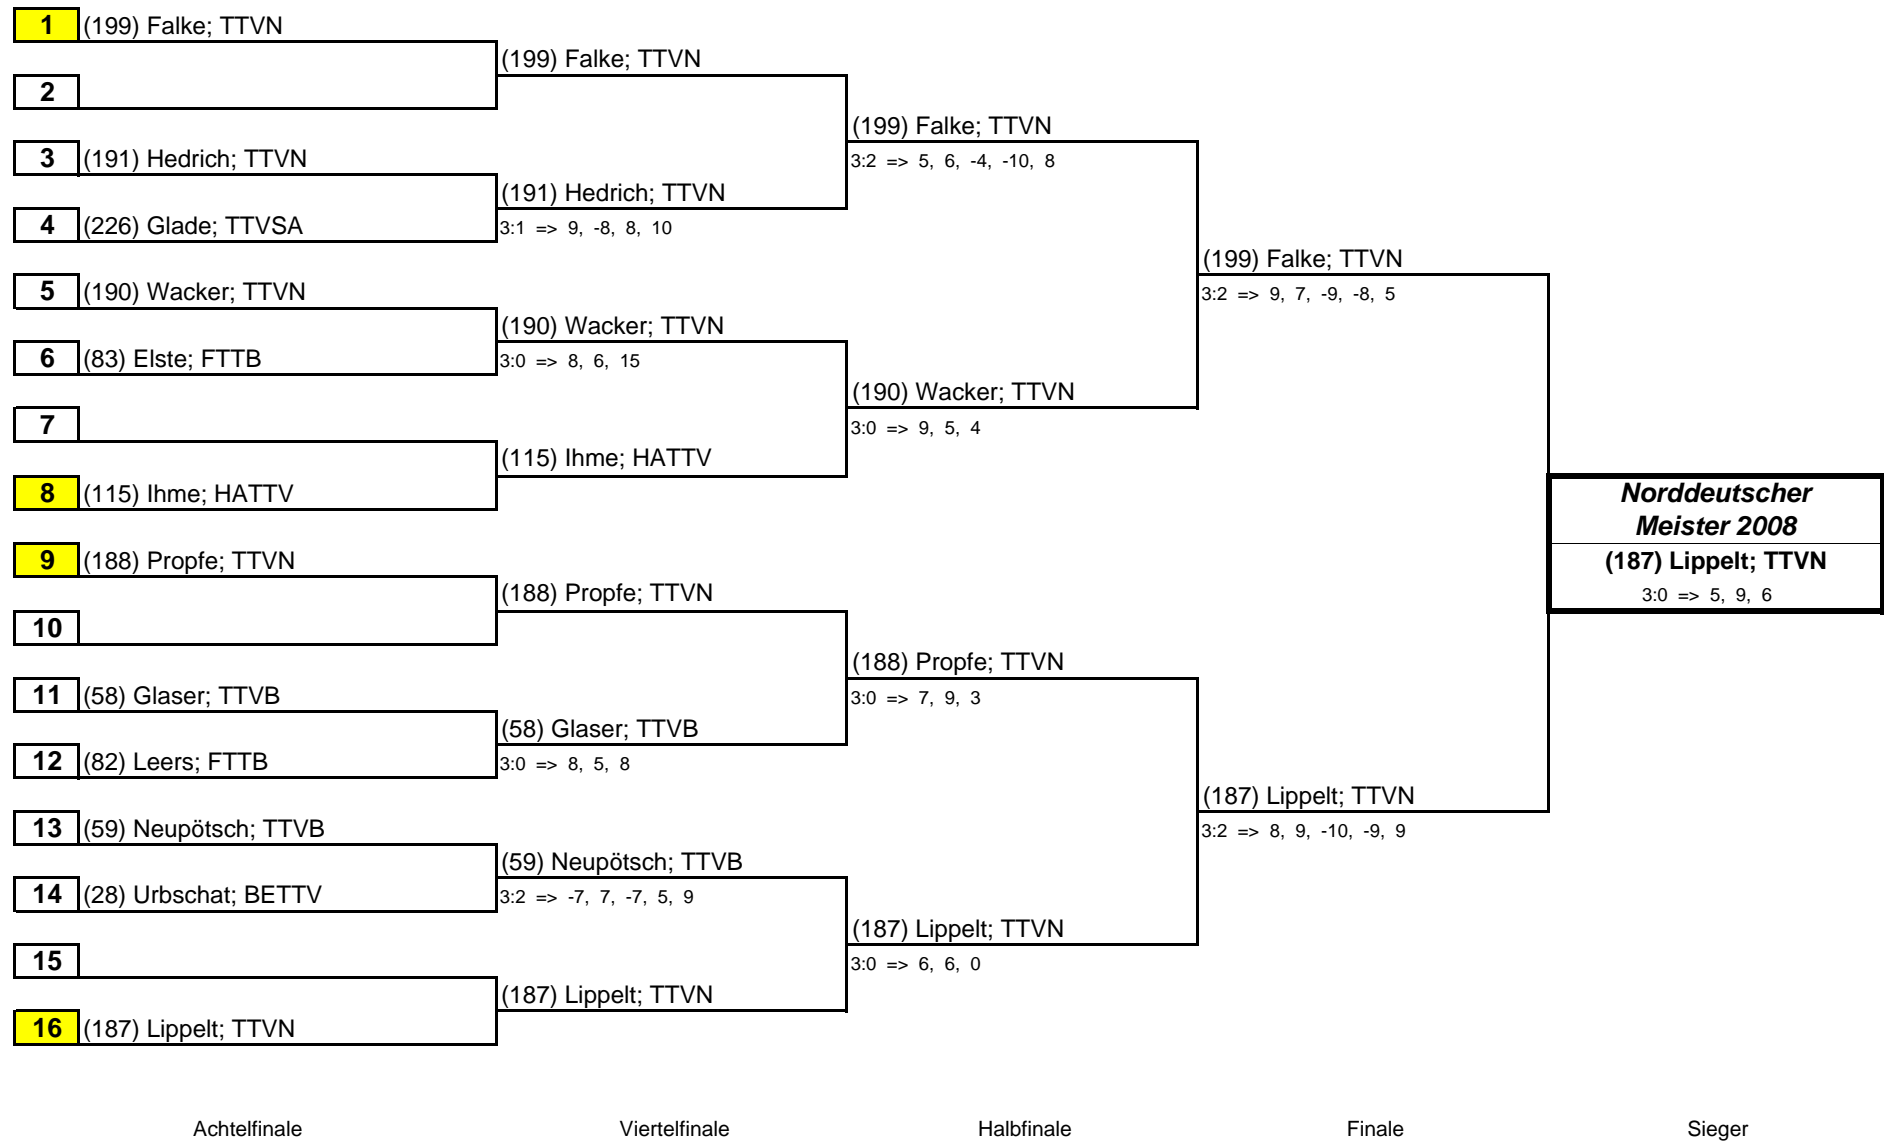 1 (199) Falke; TTVN
(199) Falke; TTVN
2
(199) Falke; TTVN
3 (191) Hedrich; TTVN
3:2 => 5, 6, -4, -10, 8
(191) Hedrich; TTVN
4 (226) Glade; TTVSA
3:1 => 9, -8, 8, 10
(199) Falke; TTVN
5 (190) Wacker; TTVN
3:2 => 9, 7, -9, -8, 5
(190) Wacker; TTVN
6 (83) Elste; FTTB
3:0 => 8, 6, 15
(190) Wacker; TTVN
7
3:0 => 9, 5, 4
(115) Ihme; HATTV
8 (115) Ihme; HATTV
Norddeutscher
Meister 2008
9 (188) Propfe; TTVN
(187) Lippelt; TTVN
(188) Propfe; TTVN
3:0 => 5, 9, 6
10
(188) Propfe; TTVN
11 (58) Glaser; TTVB
3:0 => 7, 9, 3
(58) Glaser; TTVB
12 (82) Leers; FTTB
3:0 => 8, 5, 8
(187) Lippelt; TTVN
13 (59) Neupötsch; TTVB
3:2 => 8, 9, -10, -9, 9
(59) Neupötsch; TTVB
14 (28) Urbschat; BETTV
3:2 => -7, 7, -7, 5, 9
(187) Lippelt; TTVN
15
3:0 => 6, 6, 0
(187) Lippelt; TTVN
16 (187) Lippelt; TTVN
Achtelfinale Viertelfinale Halbfinale Finale Sieger